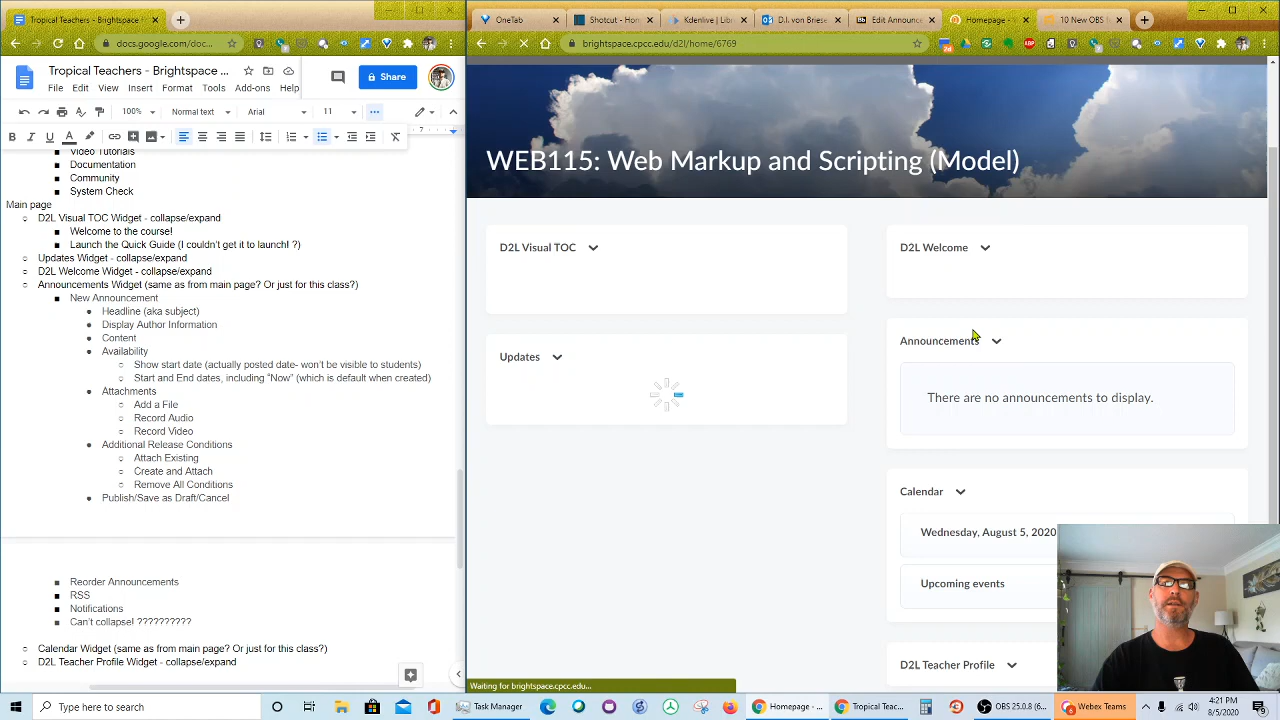 Tropical Teachers - Brightspace
OneTab
Shotcut - Hon
Kdenlive | Lib
D.I. von Briese
Bb Edit Announce
Homepage -
10 New OBS
docs.google.com/doc...
brightspace.cpcc.edu/d2l/home/6769
Tropical Teachers - Brightspace ...
File Edit View Insert Format Tools Add-ons Help
Share
100% Normal text Arial 11
Video Tutorials
Documentation
Community
System Check
Main page
D2L Visual TOC Widget - collapse/expand
Welcome to the course!
Launch the Quick Guide (I couldn't get it to launch! ?)
Updates Widget - collapse/expand
D2L Welcome Widget - collapse/expand)
Announcements Widget (same as from main page? Or just for this class?)
New Announcement
Headline (aka subject)
Display Author Information
Content
Availability
Show start date (actually posted date- won't be visible to students)
Start and End dates, including "Now" (which is default when created)
Attachments
Add a File
Record Audio
Record Video
Additional Release Conditions
Attach Existing
Create and Attach
Remove All Conditions
Publish/Save as Draft/Cancel
Reorder Announcements
RSS
Notifications
Can't collapse! ??????????
Calendar Widget (same as from main page? Or just for this class?)
D2L Teacher Profile Widget - collapse/expand
WEB115: Web Markup and Scripting (Model)
D2L Visual TOC
D2L Welcome
Updates
Announcements
There are no announcements to display.
Calendar
Wednesday, August 5, 2020
Upcoming events
D2L Teacher Profile
Waiting for brightspace.cpcc.edu...
Type here to search
Task Manager
Homepage - ...
Tropical Teac...
OBS 25.0.8 (6...
Webex Teams
4:21 PM
8/5/2020